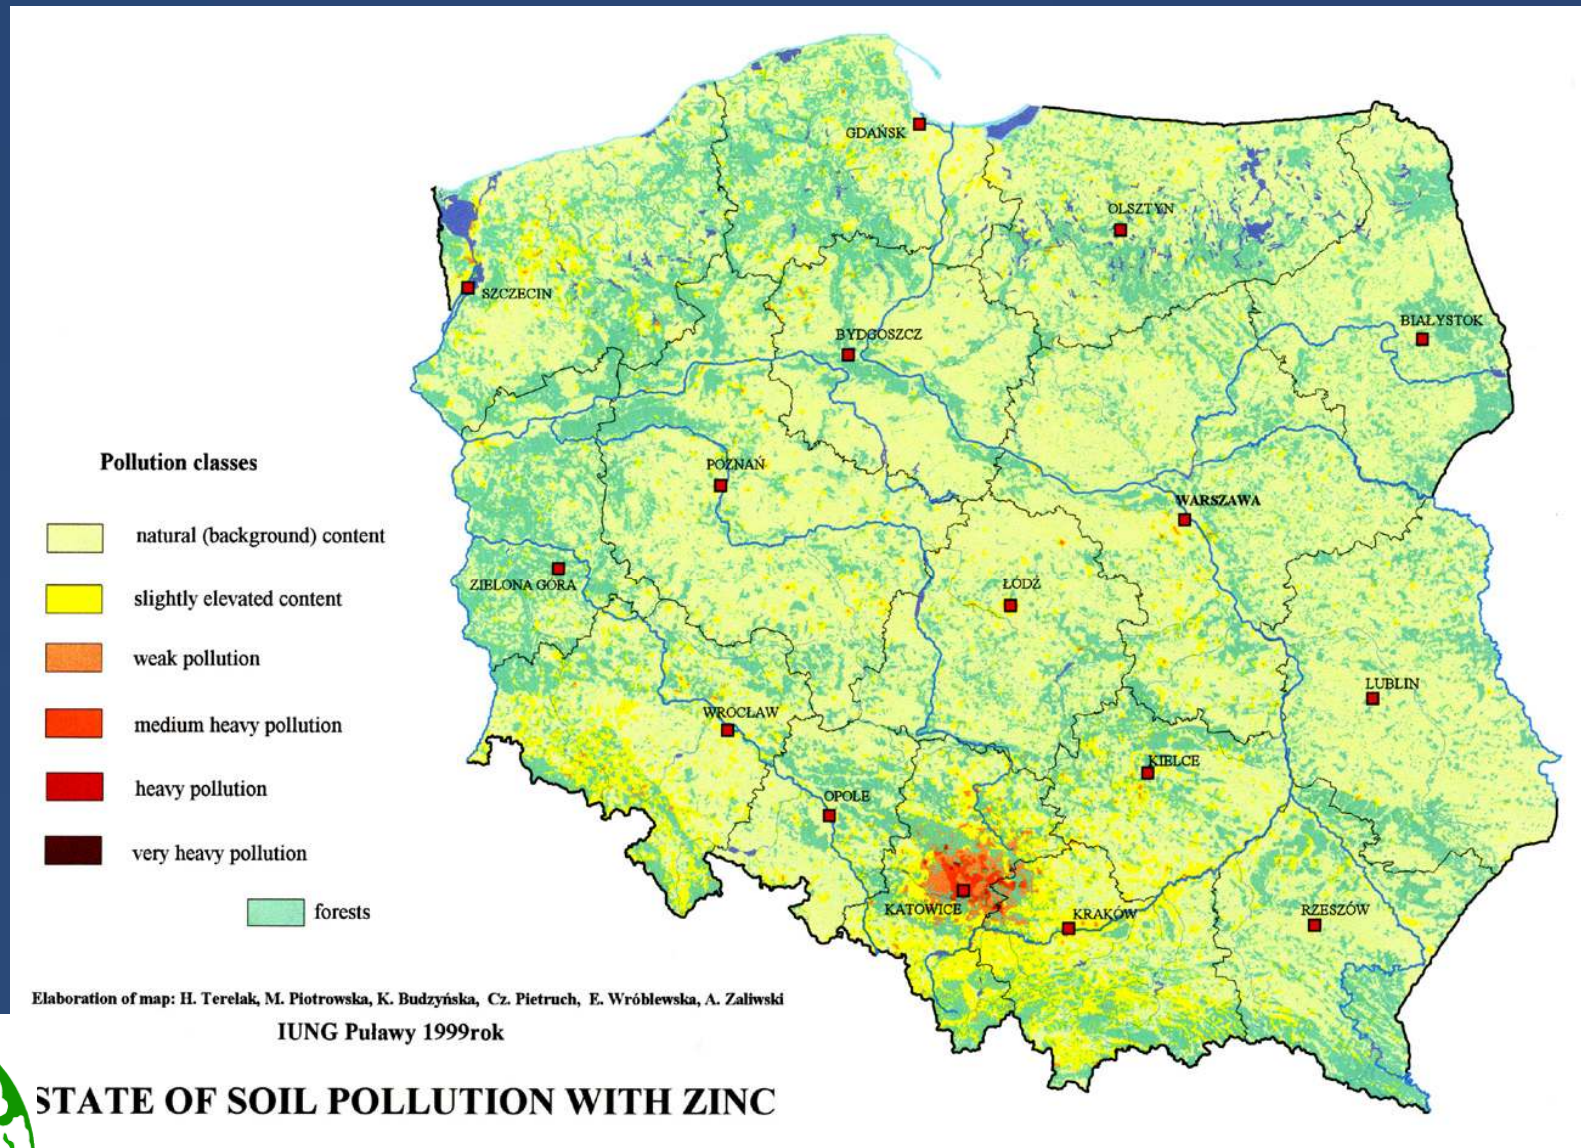 GDAŃSK
OLSZTYN
SZCZECIN
BIAŁYSTOK
BYDGOSZCZ
Pollution classes
POZNAŃ
WARSZAWA
natural (background) content
ZIELONA GÓRA
ŁÓDŹ
slightly elevated content
weak pollution
LUBLIN
WROCŁAW
medium heavy pollution
KIELCE
heavy pollution
OPOLE
very heavy pollution
KATOWICE
KRAKÓW
RZESZÓW
forests
Elaboration of map: H. Terelak, M. Piotrowska, K. Budzyńska, Cz. Pietruch, E. Wróblewska, A. Zaliwski
IUNG Puławy 1999rok
STATE OF SOIL POLLUTION WITH ZINC